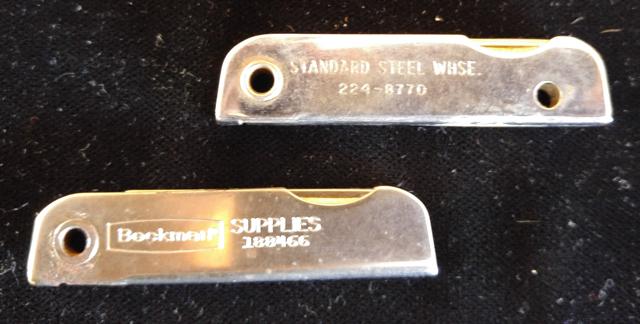 STANDARD STEEL WHSE.
224-8770
Beckman
SUPPLIES
188466